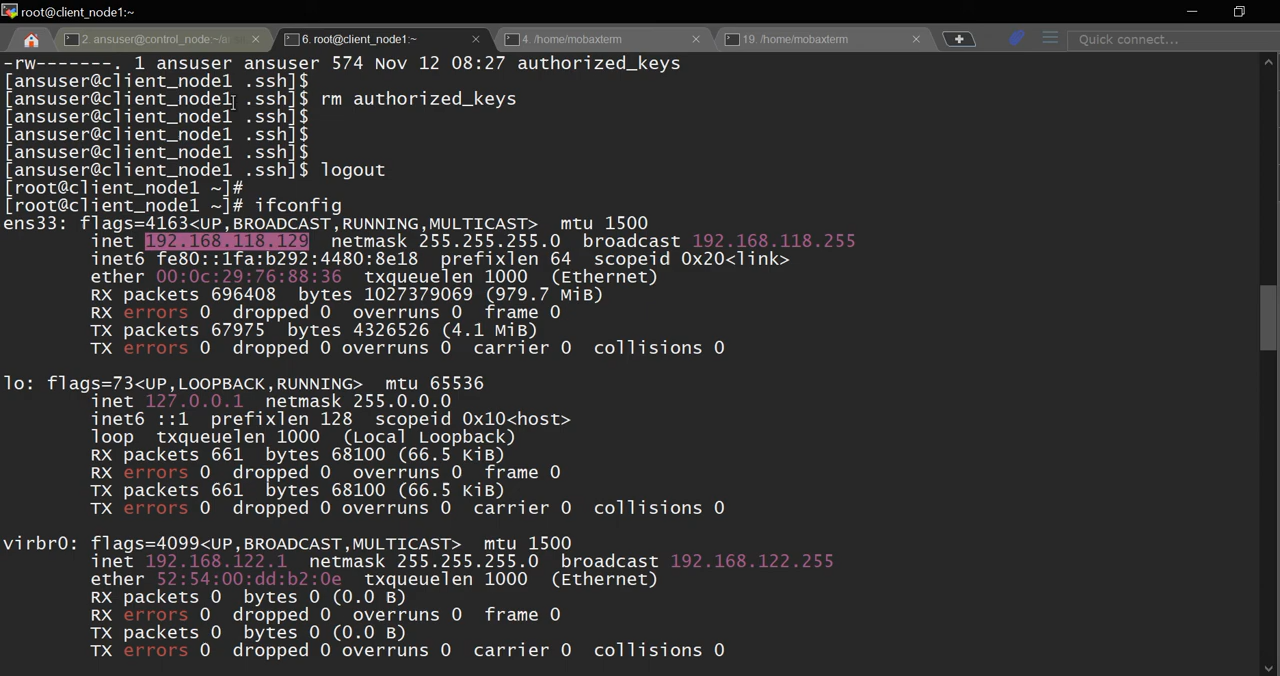 root@client_node1:~
2. ansuser@control_node:~/
6. root@client_node1:~
4. /home/mobaxterm
19. /home/mobaxterm
Quick connect...
-rw-------. 1 ansuser ansuser 574 Nov 12 08:27 authorized_keys
[ansuser@client_node1 .ssh]$
[ansuser@client_node1 .ssh]$ rm authorized_keys
[ansuser@client_node1 .ssh]$
[ansuser@client_node1 .ssh]$
[ansuser@client_node1 .ssh]$
[ansuser@client_node1 .ssh]$ logout
[root@client_node1 ~]#
[root@client_node1 ~]# ifconfig
ens33: flags=4163<UP,BROADCAST,RUNNING,MULTICAST>  mtu 1500
        inet 192.168.118.129  netmask 255.255.255.0  broadcast 192.168.118.255
        inet6 fe80::1fa:b292:4480:8e18  prefixlen 64  scopeid 0x20<link>
        ether 00:0c:29:76:88:36  txqueuelen 1000  (Ethernet)
        RX packets 696408  bytes 1027379069 (979.7 MiB)
        RX errors 0  dropped 0  overruns 0  frame 0
        TX packets 67975  bytes 4326526 (4.1 MiB)
        TX errors 0  dropped 0 overruns 0  carrier 0  collisions 0
lo: flags=73<UP,LOOPBACK,RUNNING>  mtu 65536
        inet 127.0.0.1  netmask 255.0.0.0
        inet6 ::1  prefixlen 128  scopeid 0x10<host>
        loop  txqueuelen 1000  (Local Loopback)
        RX packets 661  bytes 68100 (66.5 KiB)
        RX errors 0  dropped 0  overruns 0  frame 0
        TX packets 661  bytes 68100 (66.5 KiB)
        TX errors 0  dropped 0 overruns 0  carrier 0  collisions 0
virbr0: flags=4099<UP,BROADCAST,MULTICAST>  mtu 1500
        inet 192.168.122.1  netmask 255.255.255.0  broadcast 192.168.122.255
        ether 52:54:00:dd:b2:0e  txqueuelen 1000  (Ethernet)
        RX packets 0  bytes 0 (0.0 B)
        RX errors 0  dropped 0  overruns 0  frame 0
        TX packets 0  bytes 0 (0.0 B)
        TX errors 0  dropped 0 overruns 0  carrier 0  collisions 0